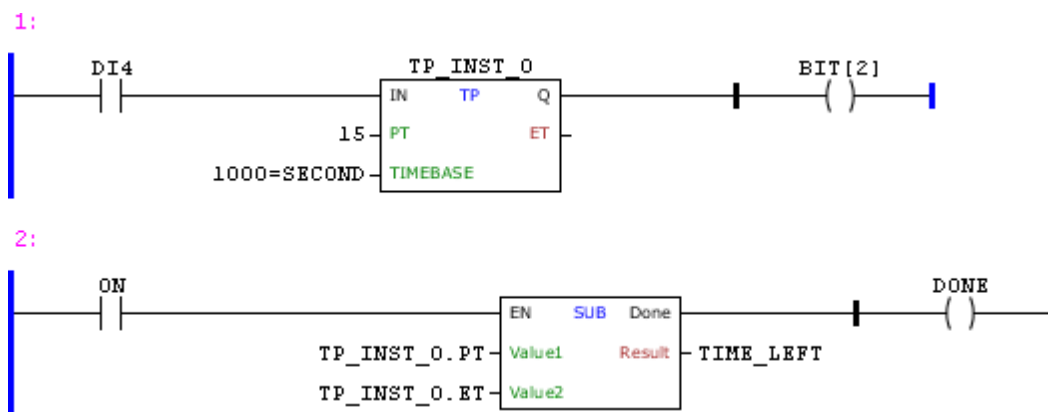 1:
DI4 TP_INST_0 BIT[2]
IN TP Q
15 PT ET
1000=SECOND TIMEBASE
2:
ON DONE
EN SUB Done
TP_INST_0.PT Value1 Result TIME_LEFT
TP_INST_0.ET Value2